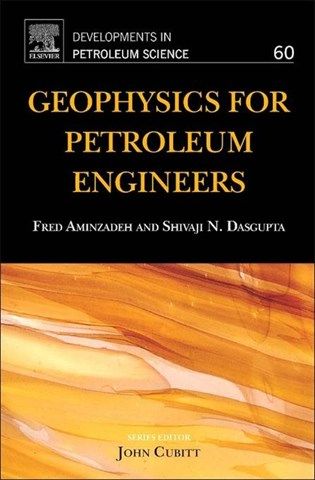 ELSEVIER
DEVELOPMENTS IN
PETROLEUM SCIENCE
60
GEOPHYSICS FOR
PETROLEUM
ENGINEERS
FRED AMINZADEH AND SHIVAJI N. DASGUPTA
SERIES EDITOR
JOHN CUBITT